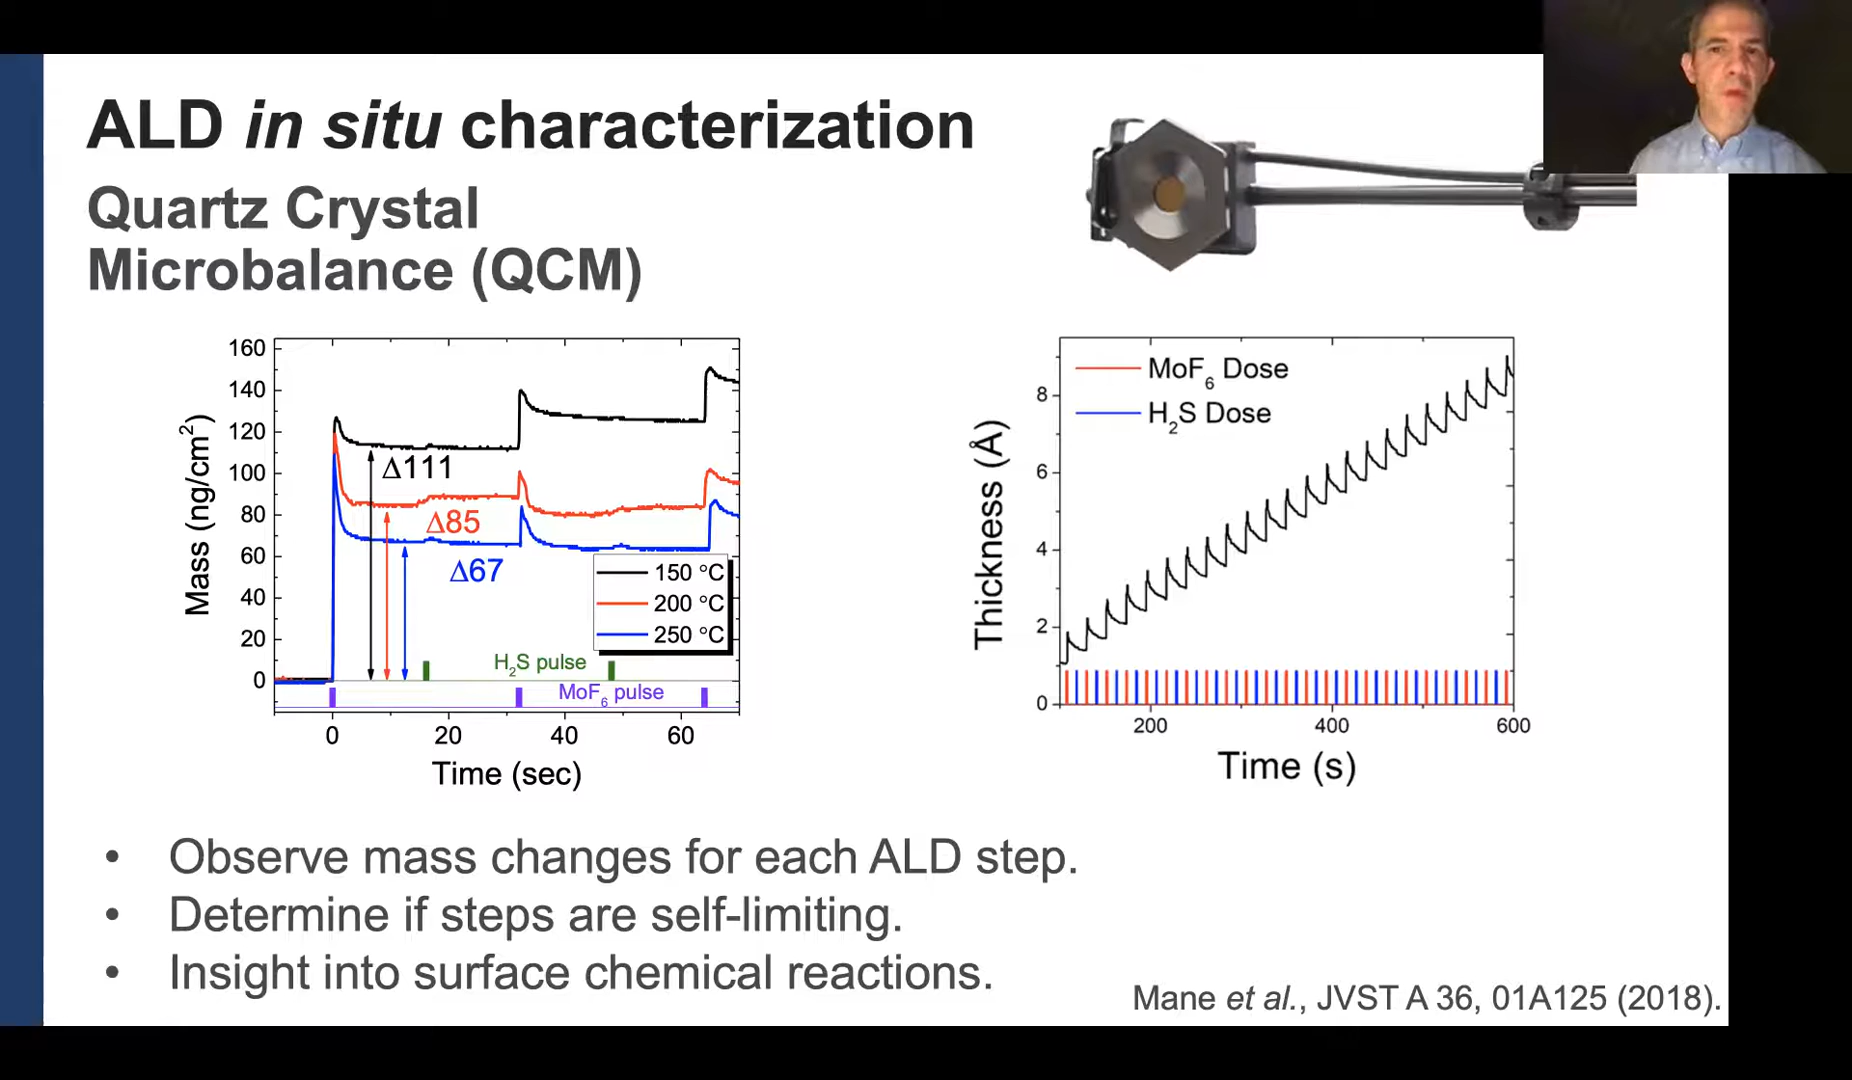 ALD in situ characterization
Quartz Crystal
Microbalance (QCM)
160
140
120
100
80
60
40
20
0
Mass (ng/cm²)
Δ111
Δ85
Δ67
150 °C
200 °C
250 °C
H₂S pulse
MoF₆ pulse
0 20 40 60
Time (sec)
MoF₆ Dose
H₂S Dose
8
6
4
2
0
Thickness (Å)
200 400 600
Time (s)
• Observe mass changes for each ALD step.
• Determine if steps are self-limiting.
• Insight into surface chemical reactions.
Mane et al., JVST A 36, 01A125 (2018).